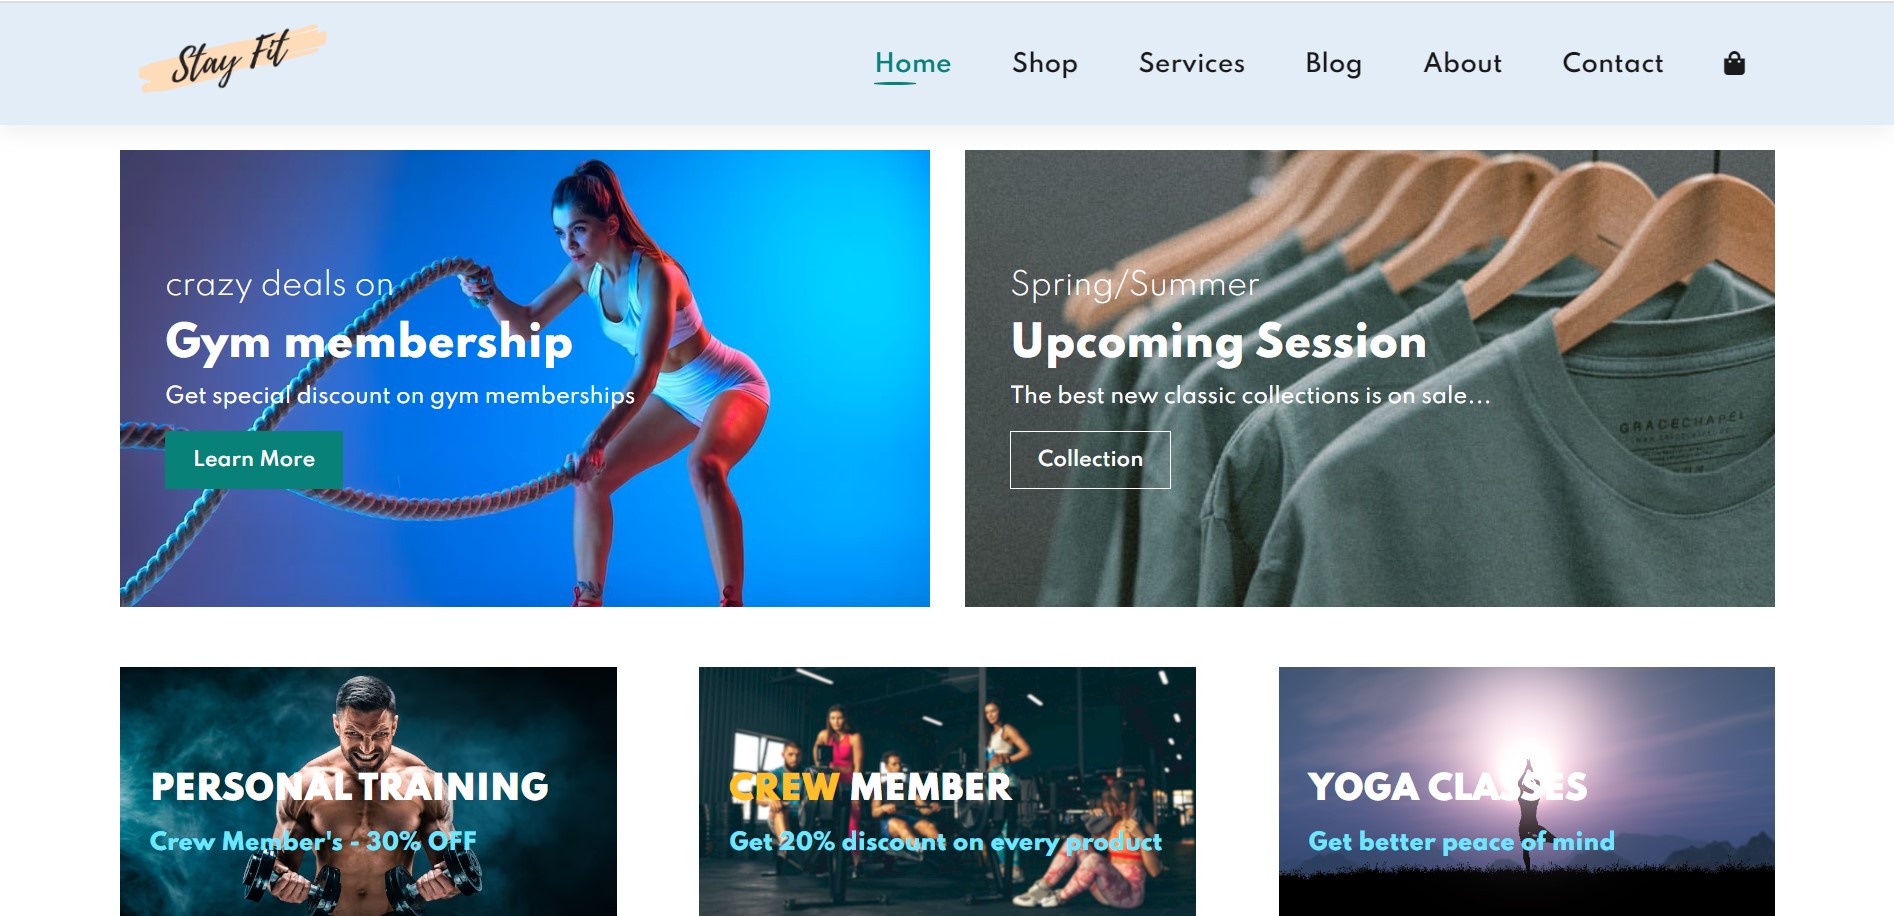 Stay Fit
Home Shop Services Blog About Contact
crazy deals on
Gym membership
Get special discount on gym memberships
Learn More
Spring/Summer
Upcoming Session
The best new classic collections is on sale...
Collection
GRACECHAPEL
PERSONAL TRAINING
Crew Member's - 30% OFF
CREW MEMBER
Get 20% discount on every product
YOGA CLASSES
Get better peace of mind